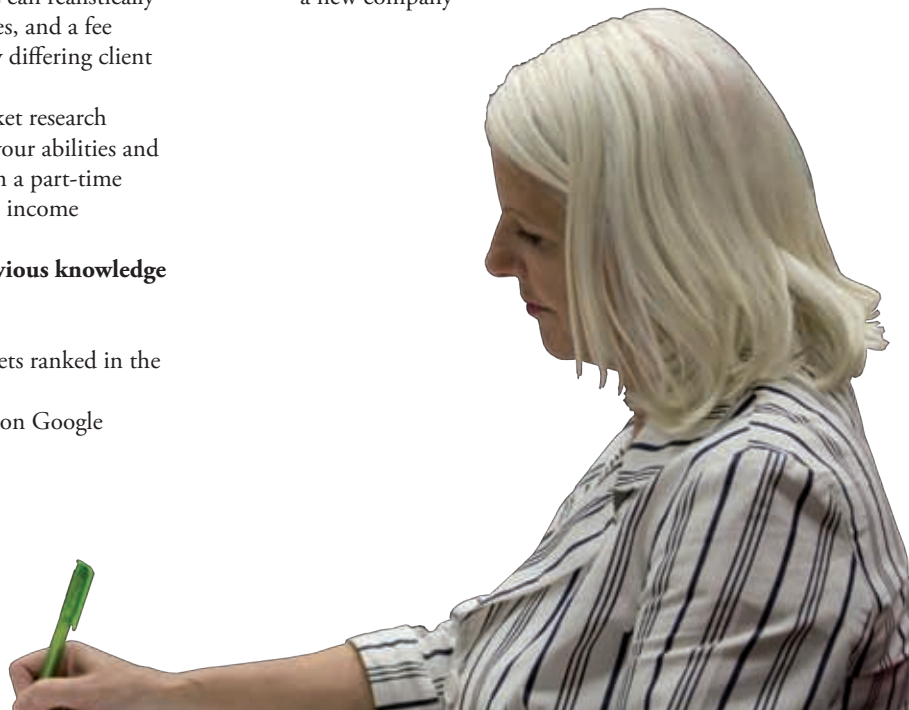 can realistically
es, and a fee
differing client
ket research
your abilities and
a part-time
income
vious knowledge
ets ranked in the
on Google
a new company